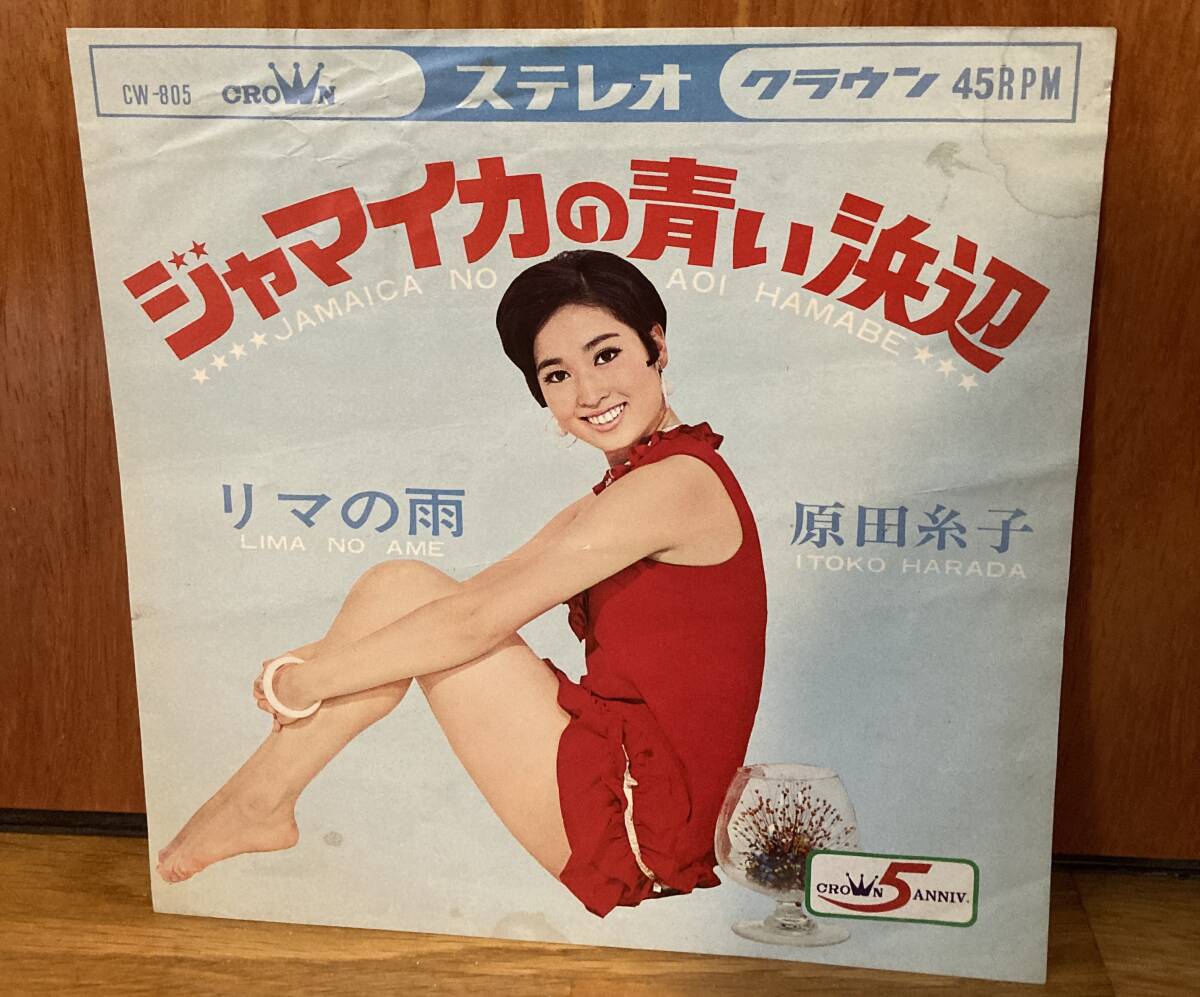 CW-805 CROWN ステレオ クラウン 45RPM
ジャマイカの青い浜辺
★★★★JAMAICA NO AOI HAMABE★★★★
リマの雨
LIMA NO AME
原田糸子
ITOKO HARADA
CROWN 5 ANNIV.